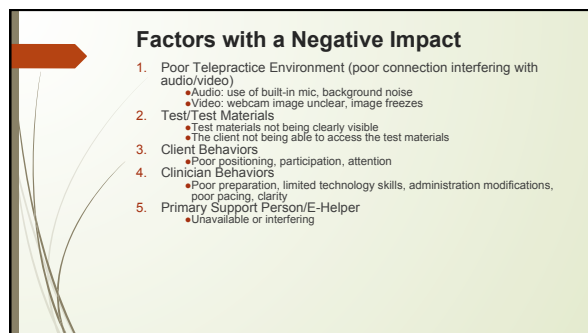 Factors with a Negative Impact
1. Poor Telepractice Environment (poor connection interfering with
audio/video)
●Audio: use of built-in mic, background noise
●Video: webcam image unclear, image freezes
2. Test/Test Materials
●Test materials not being clearly visible
●The client not being able to access the test materials
3. Client Behaviors
●Poor positioning, participation, attention
4. Clinician Behaviors
●Poor preparation, limited technology skills, administration modifications,
poor pacing, clarity
5. Primary Support Person/E-Helper
●Unavailable or interfering